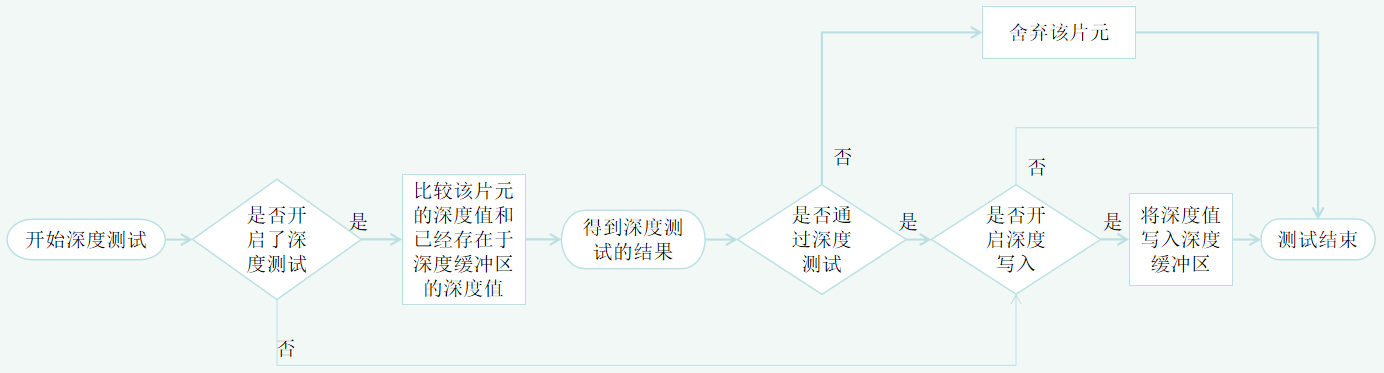 开始深度测试
是否开
启了深
度测试
是
否
比较该片元
的深度值和
已经存在于
深度缓冲区
的深度值
得到深度测
试的结果
是否通
过深度
测试
否
舍弃该片元
是
是否开
启深度
写入
否
是
将深度值
写入深度
缓冲区
测试结束